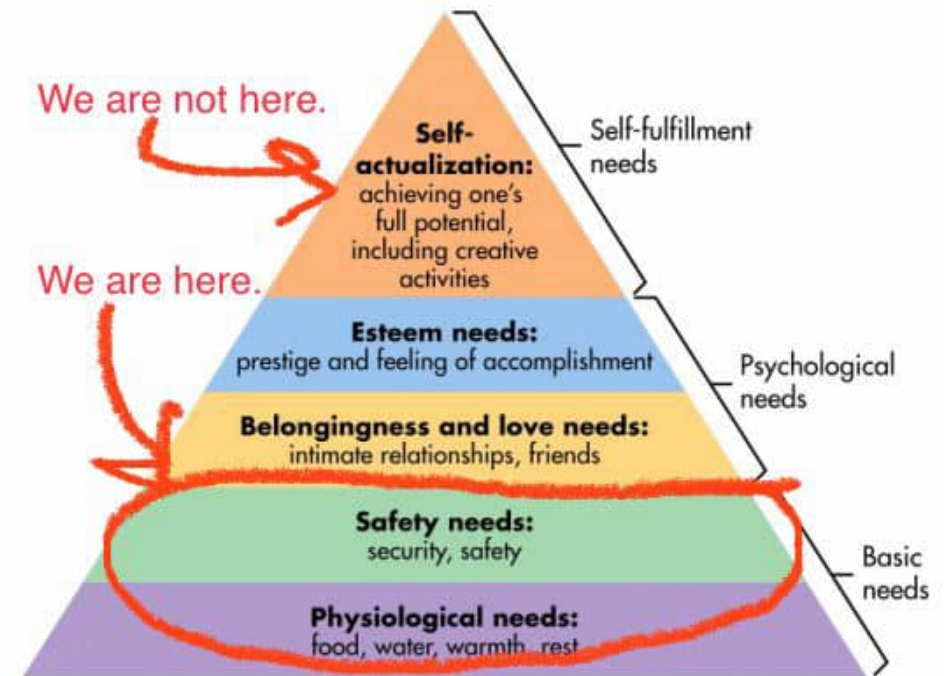 We are not here.
Self-
actualization:
achieving one's
full potential,
including creative
activities
Self-fulfillment
needs
We are here.
Esteem needs:
prestige and feeling of accomplishment
Psychological
needs
Belongingness and love needs:
intimate relationships, friends
Safety needs:
security, safety
Basic
needs
Physiological needs:
food, water, warmth, rest